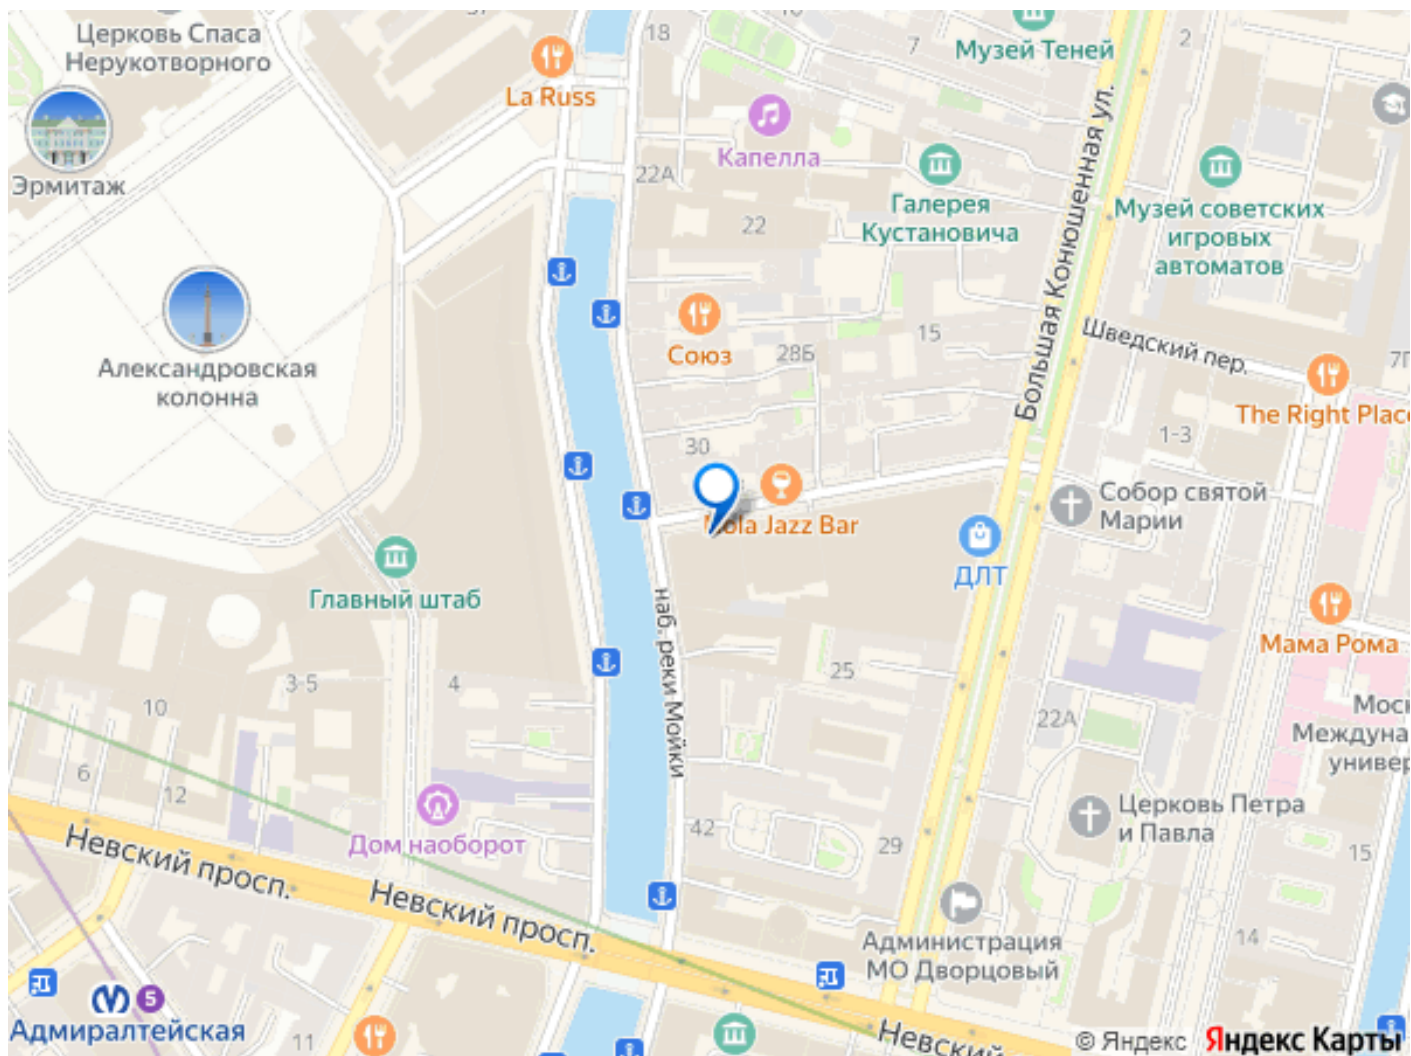 Церковь Спаса
Нерукотворного
La Russ
18
7
Музей Теней
2
Эрмитаж
Капелла
22А
22
Галерея
Кустановича
Большая Конюшенная ул.
Музей советских
игровых
автоматов
Александровская
колонна
Союз
28Б
15
Шведский пер.
The Right Place
30
1-3
Собор святой
Марии
ДЛТ
Главный штаб
наб. реки Мойки
25
Мама Рома
3-5
4
10
22А
6
12
Дом наоборот
42
29
Церковь Петра
и Павла
15
Невский просп.
Невский просп.
Администрация
МО Дворцовый
14
5
Адмиралтейская
11
Невский
© Яндекс Яндекс Карты